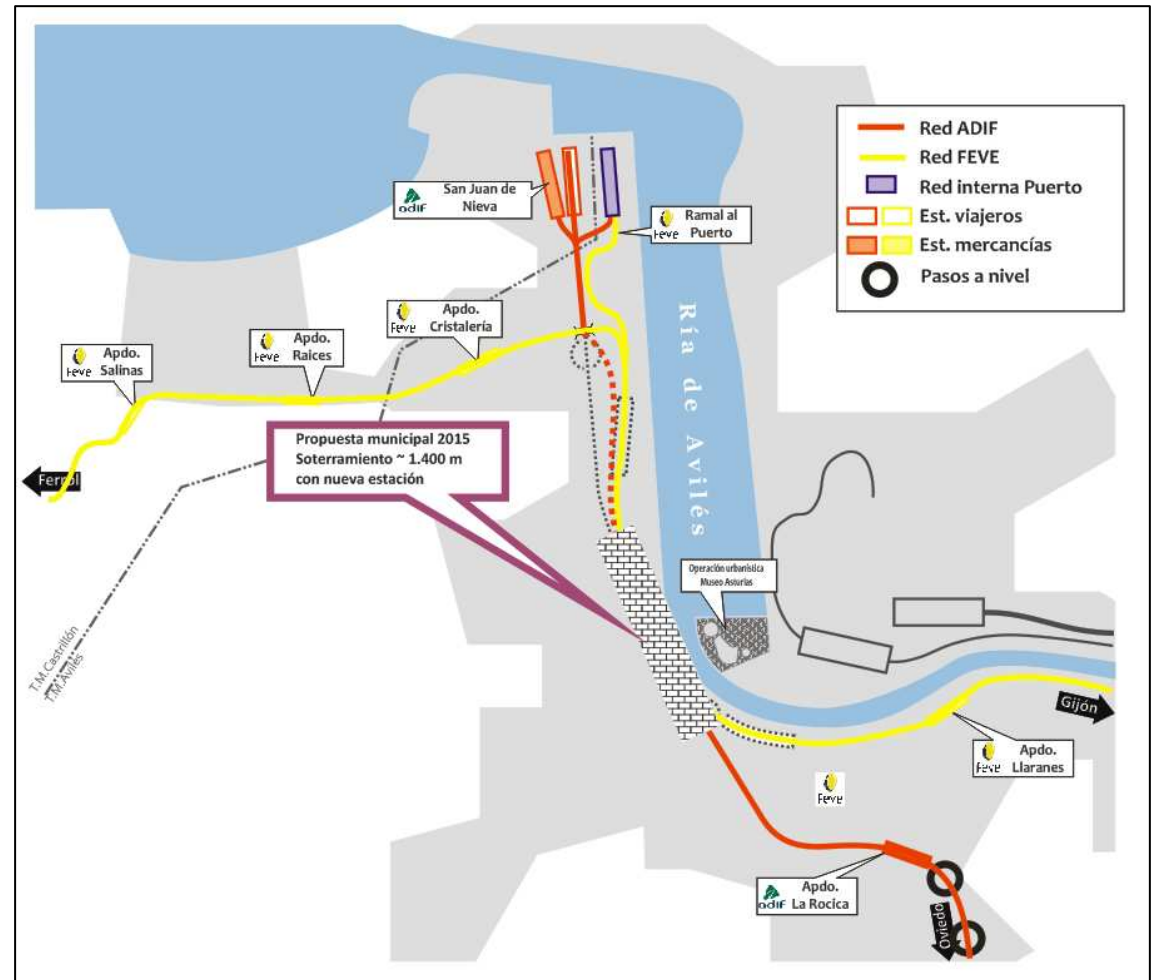 Red ADIF
Red FEVE
Red interna Puerto
Est. viajeros
Est. mercancías
Pasos a nivel
adif
San Juan de
Nieva
Feve
Ramal al
Puerto
Feve
Apdo.
Cristalería
Feve
Apdo.
Raices
Feve
Apdo.
Salinas
Ría de Avilés
Propuesta municipal 2015
Soterramiento ~ 1.400 m
con nueva estación
Ferrol
Operación urbanística
Museo Asturias
T.M.Castrillón
T.M.Avilés
Gijón
Feve
Apdo.
Llaranes
Feve
adif
Apdo.
La Rocica
Oviedo